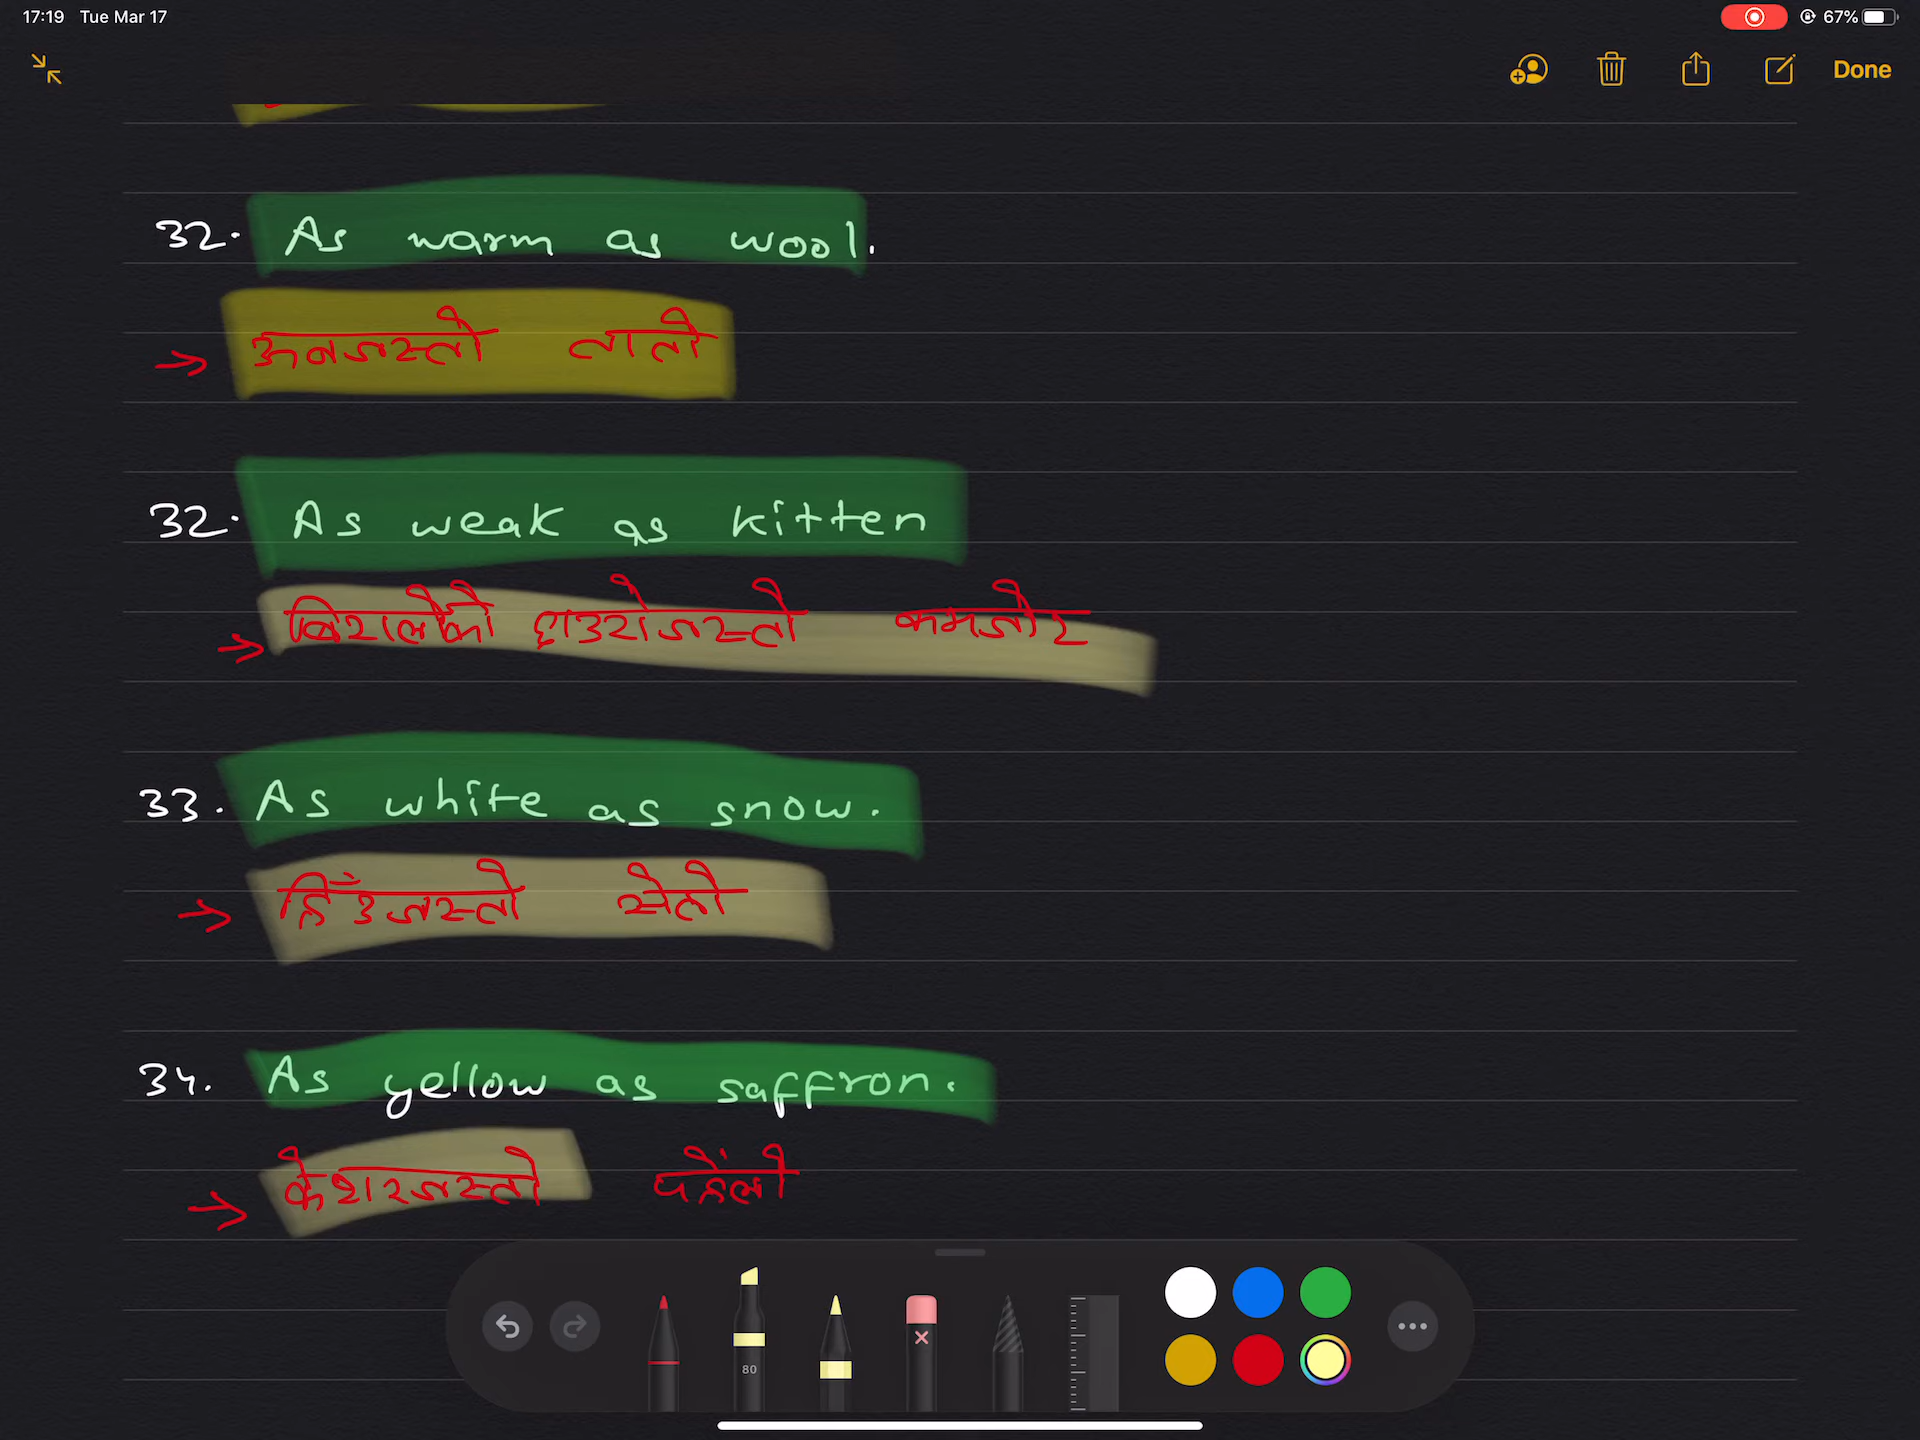 17:19 Tue Mar 17
67%
Done
32. As warm as wool.
→ ऊनजस्तो तातो
32. As weak as kitten
→ बिरालोको छाउरोजस्तो कमजोर
33. As white as snow.
→ हिउँजस्तो सेतो
34. As yellow as saffron.
→ केशरजस्तो पहेंलो
80